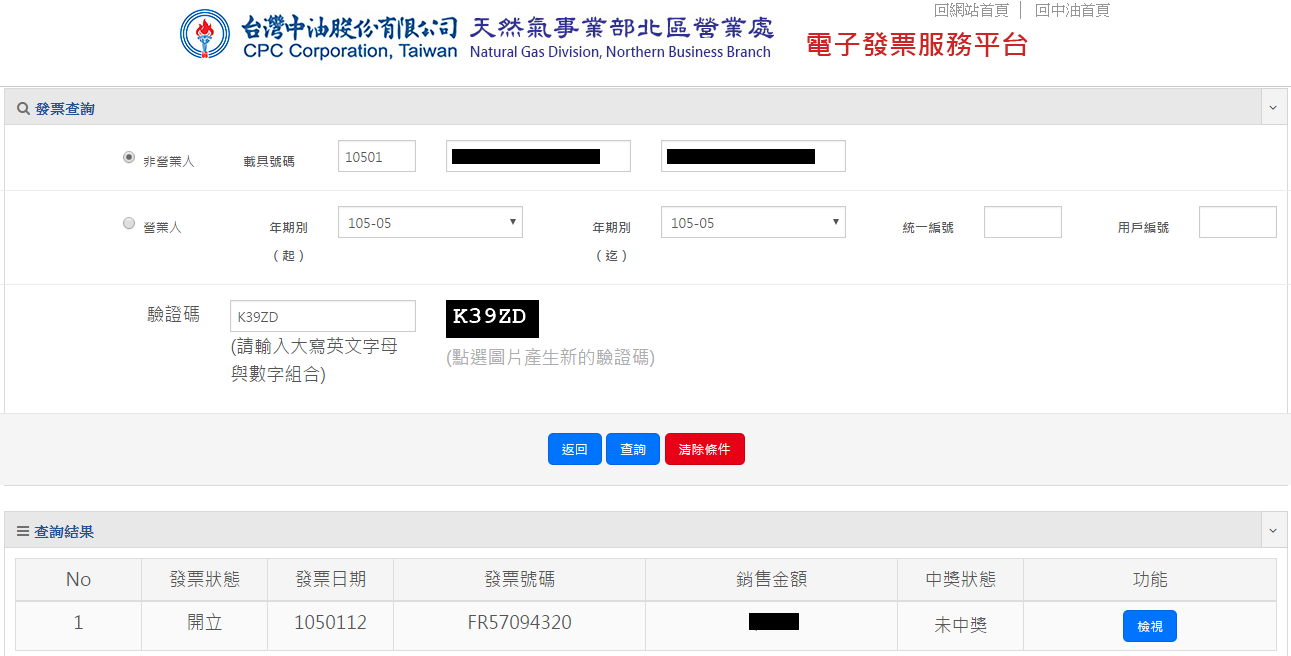 回網站首頁 │ 回中油首頁
台灣中油股份有限公司 天然氣事業部北區營業處
CPC Corporation, Taiwan Natural Gas Division, Northern Business Branch
電子發票服務平台
發票查詢
非營業人 載具號碼 10501
營業人 年期別 105-05 年期別 105-05 統一編號 用戶編號
(起) (迄)
驗證碼 K39ZD K39ZD
(請輸入大寫英文字母
與數字組合)
(點選圖片產生新的驗證碼)
返回 查詢 清除條件
查詢結果
No 發票狀態 發票日期 發票號碼 銷售金額 中獎狀態 功能
1 開立 1050112 FR57094320 未中獎 檢視